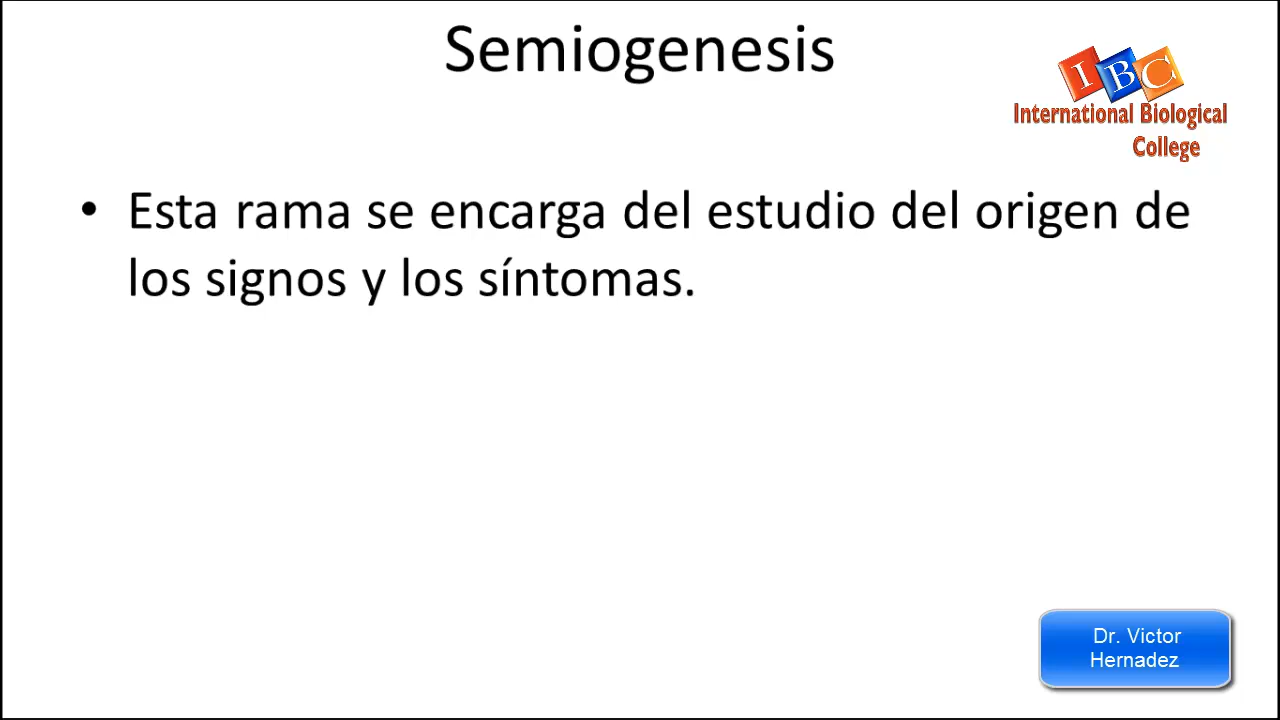 Semiogenesis
I B C
International Biological
College
• Esta rama se encarga del estudio del origen de
los signos y los síntomas.
Dr. Victor
Hernadez